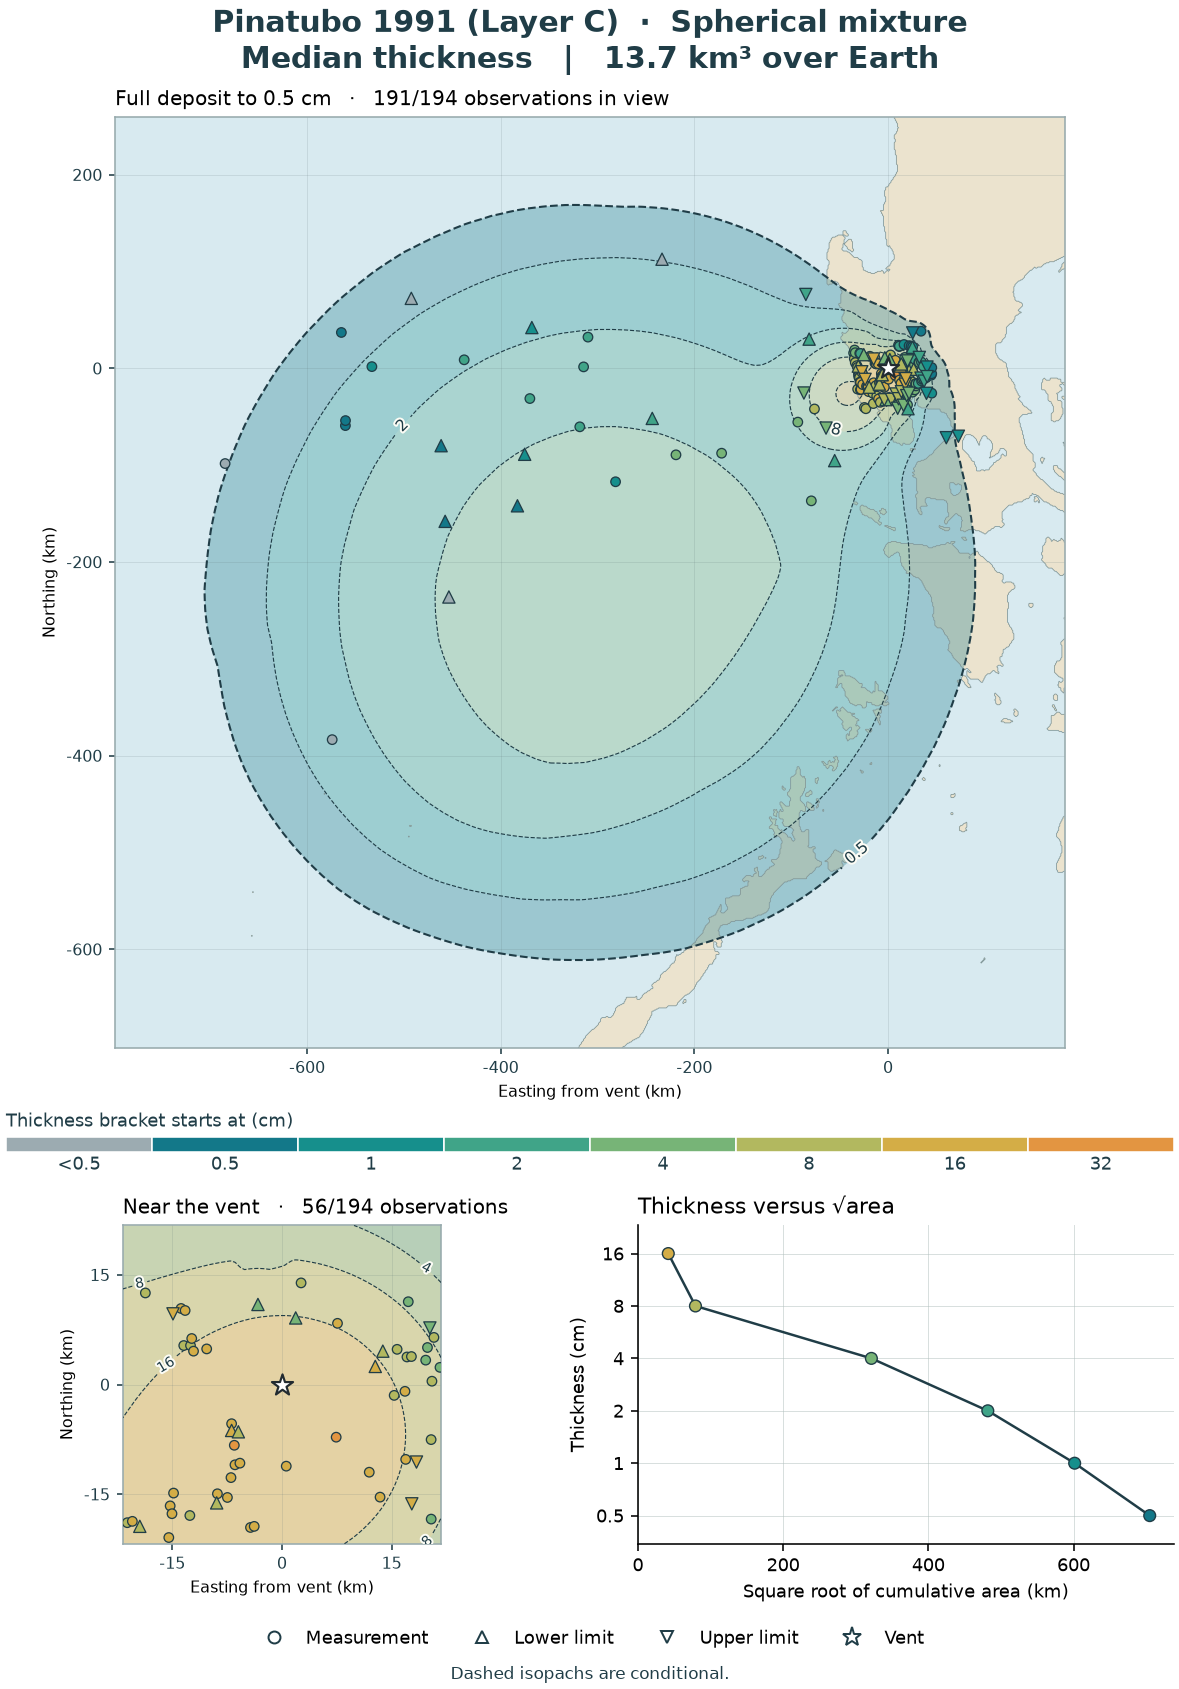 Pinatubo 1991 (Layer C)  ·  Spherical mixture
Median thickness   |   13.7 km³ over Earth
Full deposit to 0.5 cm   ·   191/194 observations in view
200
0
-200
-400
-600
Northing (km)
2
8
0.5
-600
-400
-200
0
Easting from vent (km)
Thickness bracket starts at (cm)
<0.5
0.5
1
2
4
8
16
32
Near the vent   ·   56/194 observations
15
0
-15
Northing (km)
8
4
16
8
-15
0
15
Easting from vent (km)
Thickness versus √area
16
8
4
2
1
0.5
Thickness (cm)
0
200
400
600
Square root of cumulative area (km)
Measurement
Lower limit
Upper limit
Vent
Dashed isopachs are conditional.